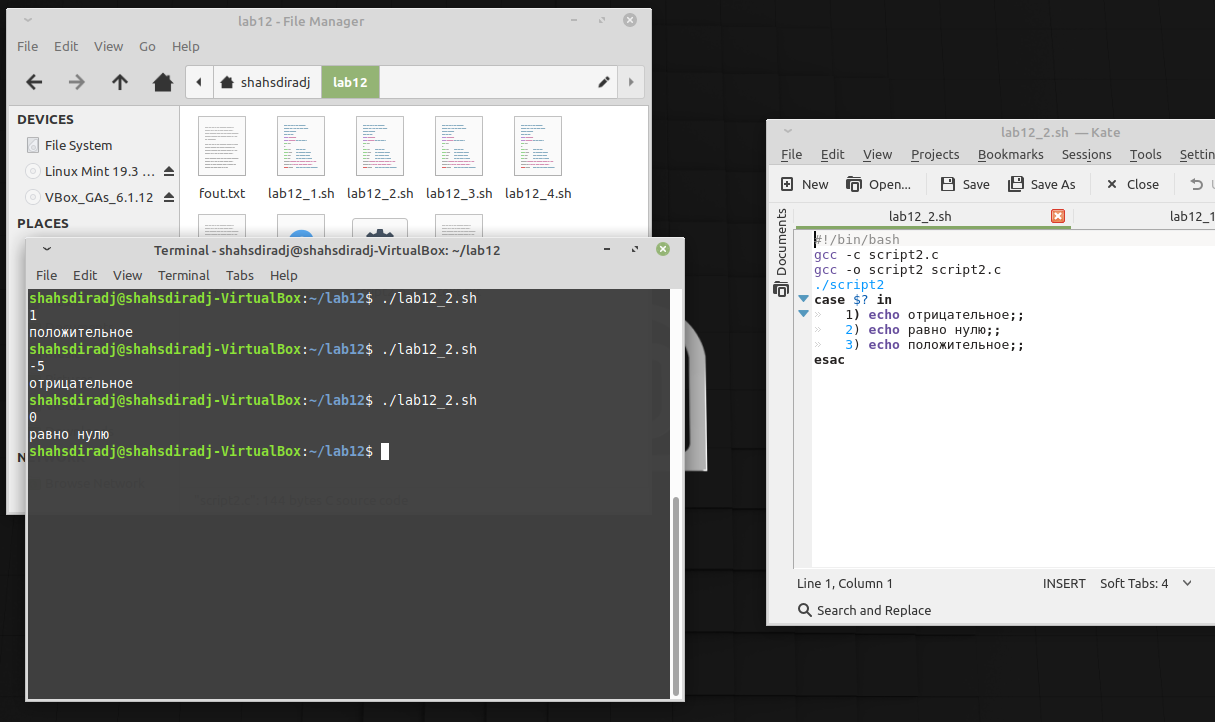 lab12 - File Manager
File Edit View Go Help
shahsdiradj lab12
DEVICES
File System
Linux Mint 19.3 ...
VBox_GAs_6.1.12
PLACES
fout.txt lab12_1.sh lab12_2.sh lab12_3.sh lab12_4.sh
Terminal - shahsdiradj@shahsdiradj-VirtualBox: ~/lab12
File Edit View Terminal Tabs Help
shahsdiradj@shahsdiradj-VirtualBox:~/lab12$ ./lab12_2.sh
1
положительное
shahsdiradj@shahsdiradj-VirtualBox:~/lab12$ ./lab12_2.sh
-5
отрицательное
shahsdiradj@shahsdiradj-VirtualBox:~/lab12$ ./lab12_2.sh
0
равно нулю
shahsdiradj@shahsdiradj-VirtualBox:~/lab12$
lab12_2.sh — Kate
File Edit View Projects Bookmarks Sessions Tools Settin
New Open... Save Save As Close
Documents
lab12_2.sh lab12_1
#!/bin/bash
gcc -c script2.c
gcc -o script2 script2.c
./script2
case $? in
» 1) echo отрицательное;;
» 2) echo равно нулю;;
» 3) echo положительное;;
esac
Line 1, Column 1 INSERT Soft Tabs: 4
Search and Replace